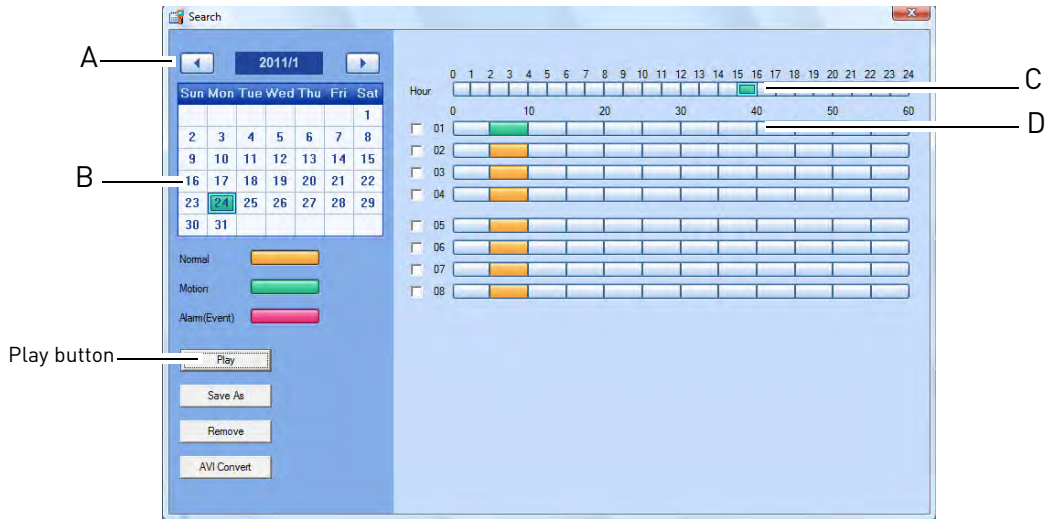 Search
x
A
2011/1
0 1 2 3 4 5 6 7 8 9 10 11 12 13 14 15 16 17 18 19 20 21 22 23 24
C
Sun Mon Tue Wed Thu Fri Sat
Hour
1
0 10 20 30 40 50 60
2 3 4 5 6 7 8
01
D
9 10 11 12 13 14 15
02
B
16 17 18 19 20 21 22
03
23 24 25 26 27 28 29
04
30 31
05
06
07
08
Normal
Motion
Alarm(Event)
Play button
Play
Save As
Remove
AVI Convert